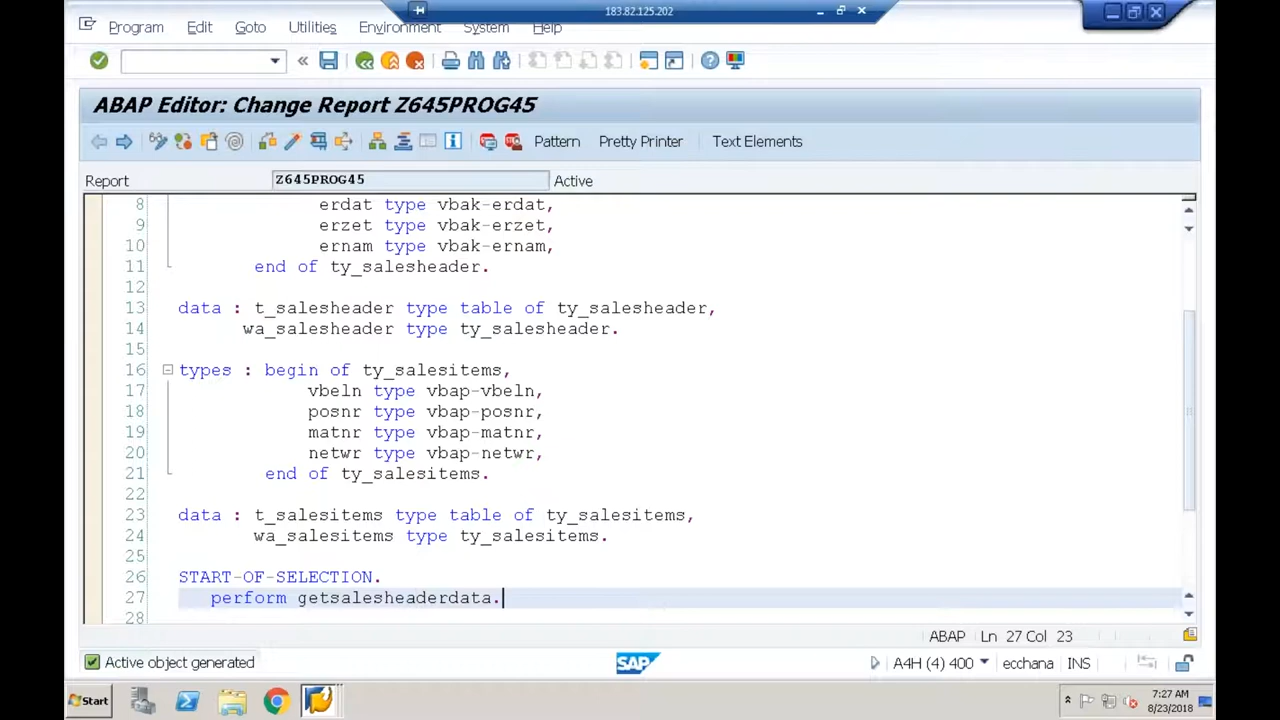 183.82.125.202
Program Edit Goto Utilities Environment System Help
ABAP Editor: Change Report Z645PROG45
Pattern Pretty Printer Text Elements
Report Z645PROG45 Active
8 erdat type vbak-erdat,
9 erzet type vbak-erzet,
10 ernam type vbak-ernam,
11 end of ty_salesheader.
12
13 data : t_salesheader type table of ty_salesheader,
14 wa_salesheader type ty_salesheader.
15
16 types : begin of ty_salesitems,
17 vbeln type vbap-vbeln,
18 posnr type vbap-posnr,
19 matnr type vbap-matnr,
20 netwr type vbap-netwr,
21 end of ty_salesitems.
22
23 data : t_salesitems type table of ty_salesitems,
24 wa_salesitems type ty_salesitems.
25
26 START-OF-SELECTION.
27 perform getsalesheaderdata.
28
ABAP Ln 27 Col 23
Active object generated SAP A4H (4) 400 ecchana INS
Start 7:27 AM
8/23/2018